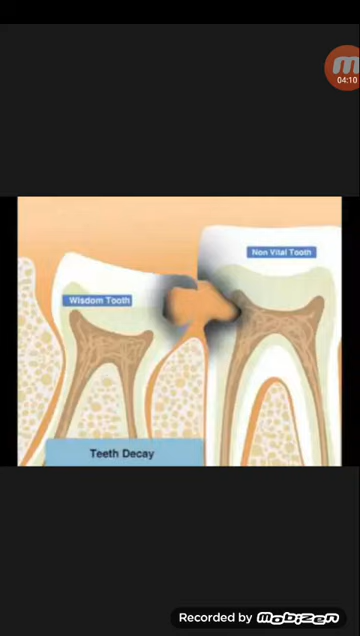 04:10
Non Vital Tooth
Wisdom Tooth
Teeth Decay
Recorded by Mobizen